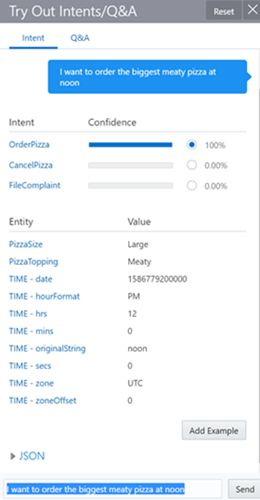 Try Out Intents/Q&A Reset ×
Intent Q&A
I want to order the biggest meaty pizza at
noon
Intent Confidence
OrderPizza 100%
CancelPizza 0.00%
FileComplaint 0.00%
Entity Value
PizzaSize Large
PizzaTopping Meaty
TIME - date 1586779200000
TIME - hourFormat PM
TIME - hrs 12
TIME - mins 0
TIME - originalString noon
TIME - secs 0
TIME - zone UTC
TIME - zoneOffset 0
Add Example
JSON
I want to order the biggest meaty pizza at noon Send